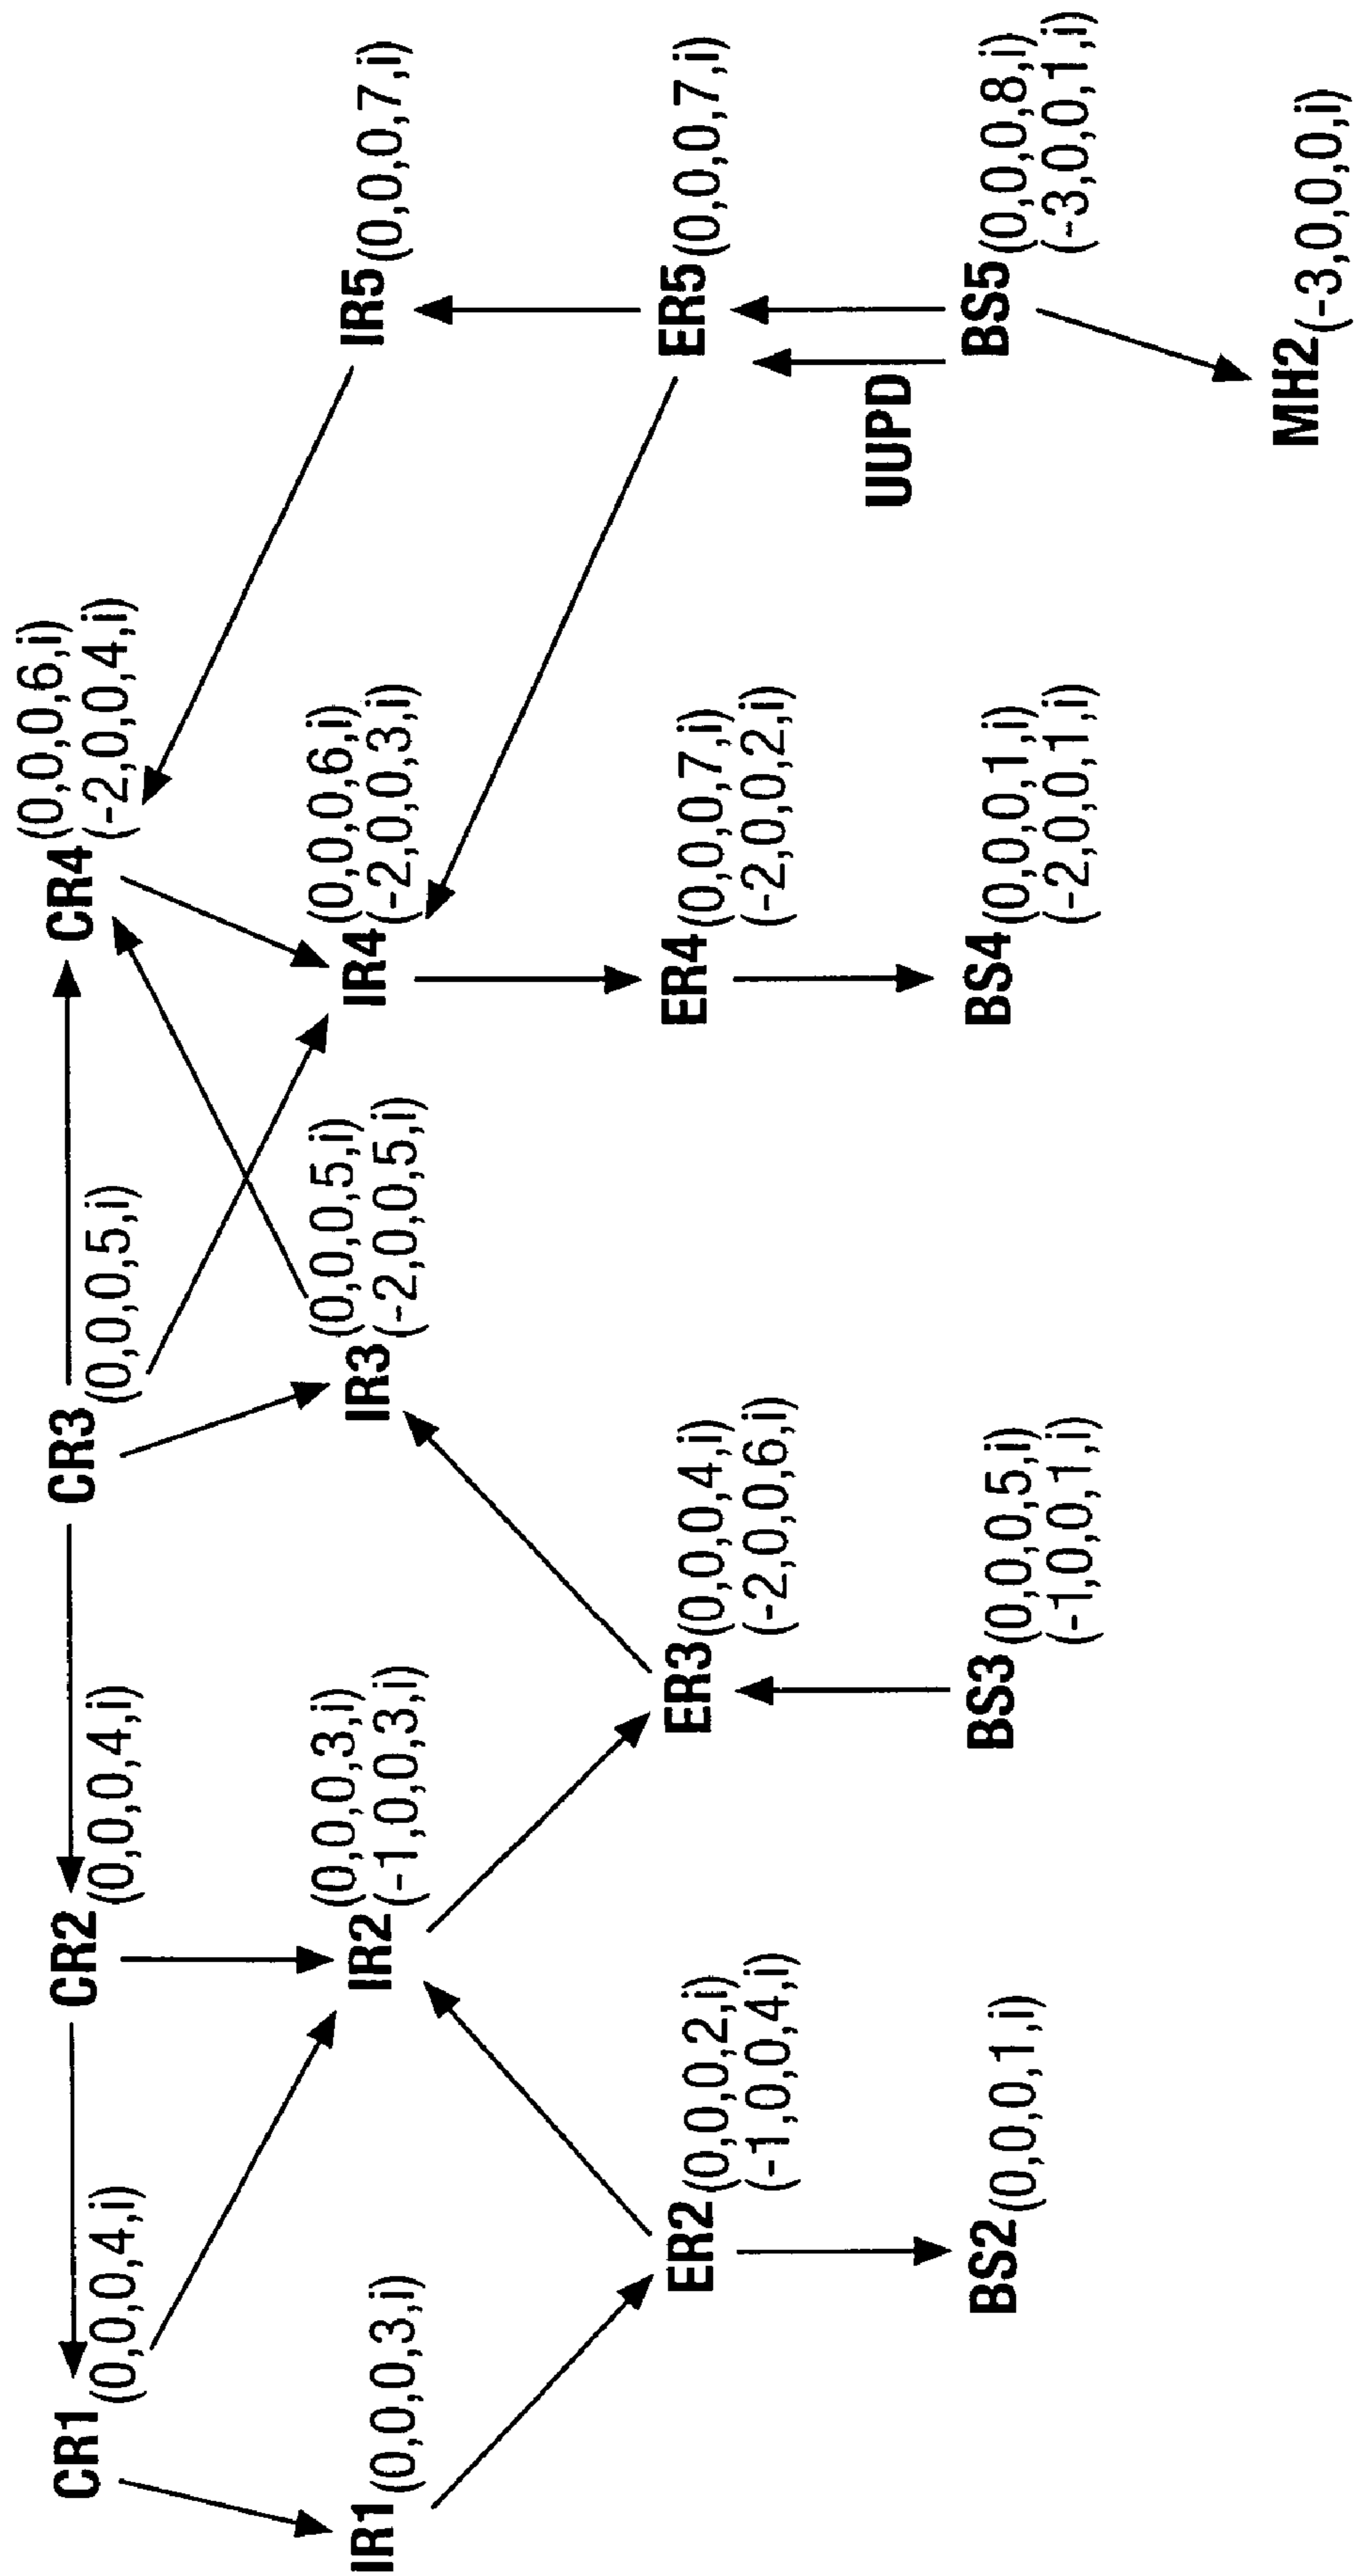 CR1 (0,0,0,4,i)
CR2 (0,0,0,4,i)
CR3 (0,0,0,5,i)
CR4 (0,0,0,6,i)
(-2,0,0,4,i)
IR1 (0,0,0,3,i)
IR2 (0,0,0,3,i)
(-1,0,0,3,i)
IR3 (0,0,0,5,i)
(-2,0,0,5,i)
IR4 (0,0,0,6,i)
(-2,0,0,3,i)
IR5 (0,0,0,7,i)
ER2 (0,0,0,2,i)
(-1,0,0,4,i)
ER3 (0,0,0,4,i)
(-2,0,0,6,i)
ER4 (0,0,0,7,i)
(-2,0,0,2,i)
ER5 (0,0,0,7,i)
UUPD
BS2 (0,0,0,1,i)
BS3 (0,0,0,5,i)
(-1,0,0,1,i)
BS4 (0,0,0,1,i)
(-2,0,0,1,i)
BS5 (0,0,0,8,i)
(-3,0,0,1,i)
MH2 (-3,0,0,0,i)